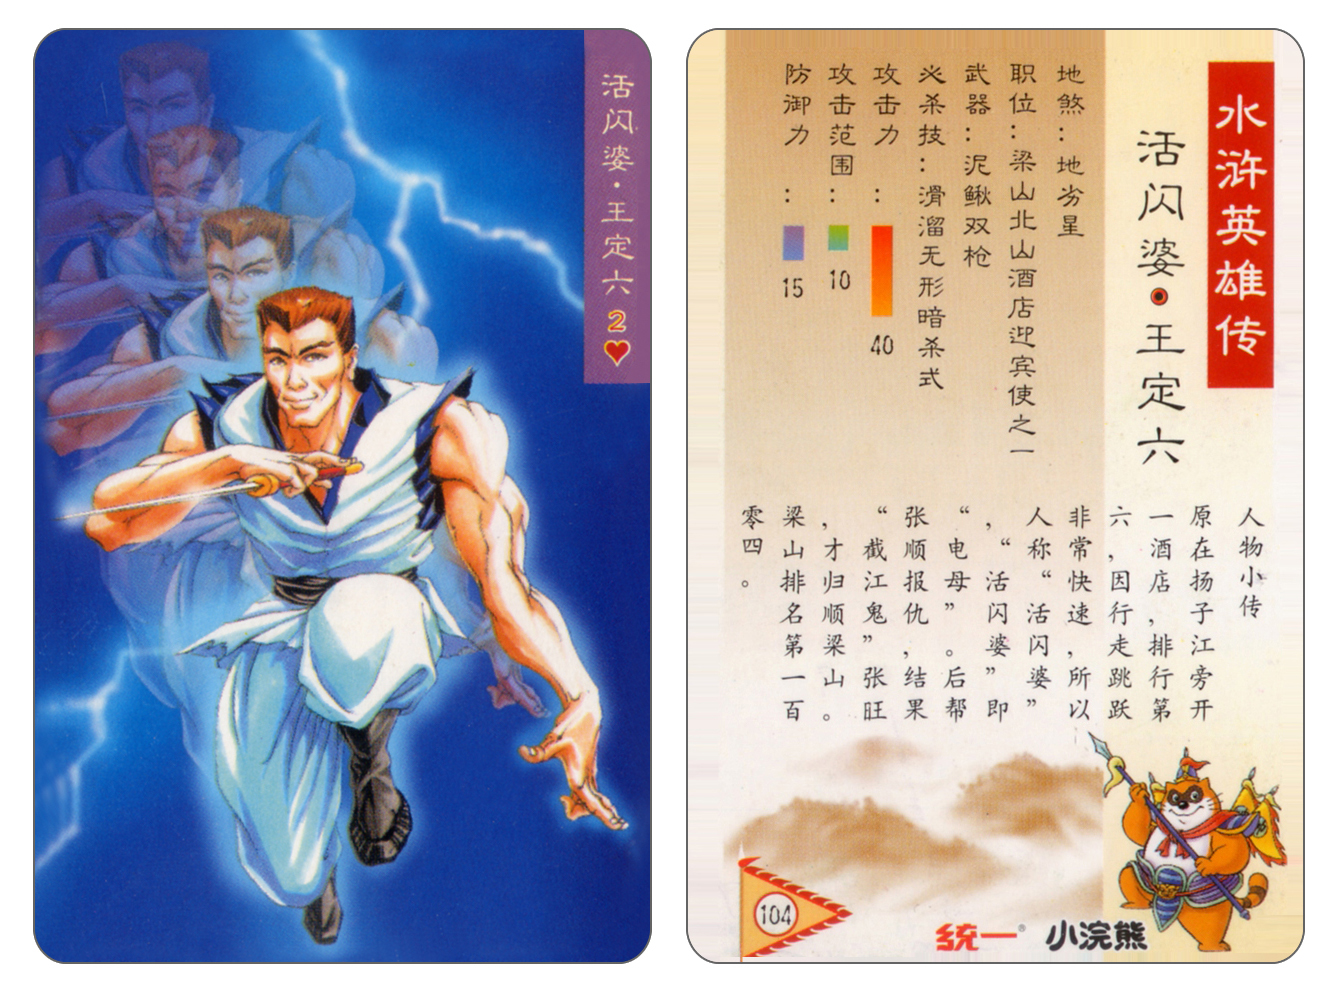 活闪婆·王定六
2
水浒英雄传
活闪婆·王定六
地煞：地劣星
职位：梁山北山酒店迎宾使之一
武器：泥鳅双枪
必杀技：滑溜无形暗杀式
攻击力：40
攻击范围：10
防御力：15
人物小传
原在扬子江旁开
一酒店，排行第
六，因行走跳跃
非常快速，所以
人称“活闪婆”
，“活闪婆”即
“电母”。后帮
张顺报仇，结果
“截江鬼”张旺
，才归顺梁山。
梁山排名第一百
零四。
104
统一® 小浣熊